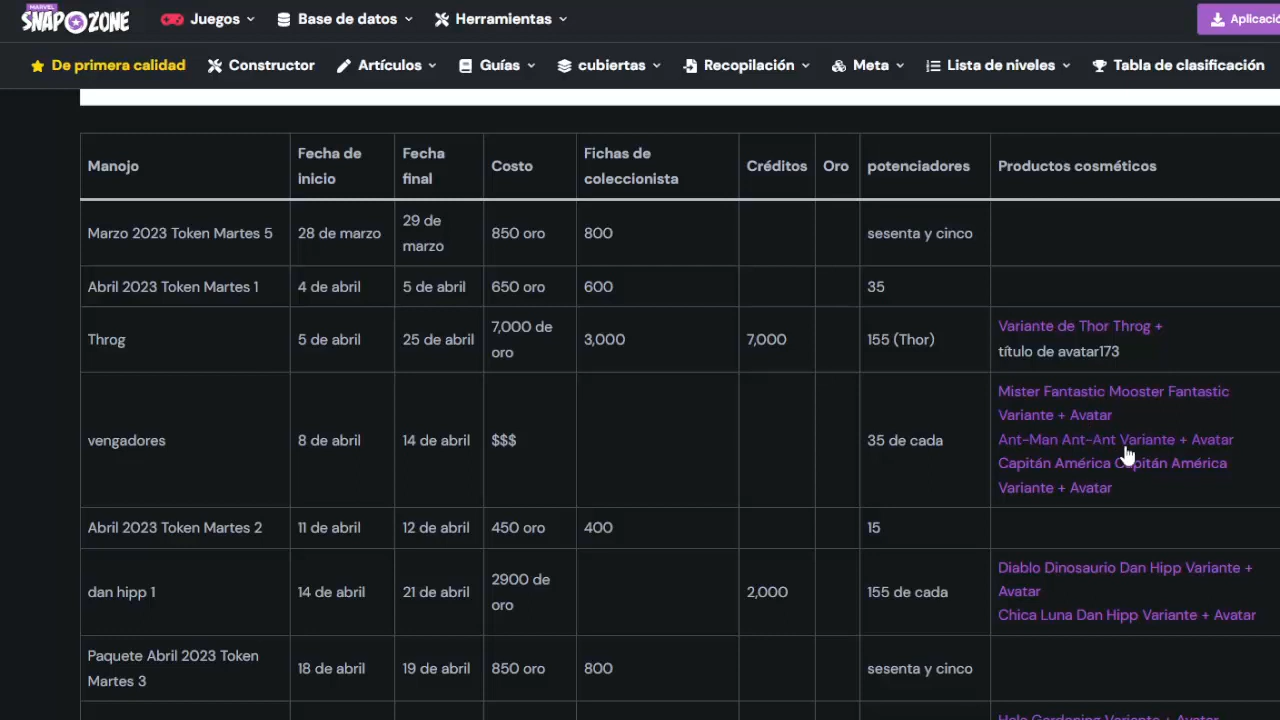 MARVEL
SNAP ZONE
Juegos
Base de datos
Herramientas
De primera calidad
Constructor
Artículos
Guías
cubiertas
Recopilación
Meta
Lista de niveles
Tabla de clasificación
Manojo
Fecha de
inicio
Fecha
final
Costo
Fichas de
coleccionista
Créditos
Oro
potenciadores
Productos cosméticos
Marzo 2023 Token Martes 5
28 de marzo
29 de
marzo
850 oro
800
sesenta y cinco
Abril 2023 Token Martes 1
4 de abril
5 de abril
650 oro
600
35
Throg
5 de abril
25 de abril
7,000 de
oro
3,000
7,000
155 (Thor)
Variante de Thor Throg +
título de avatar173
vengadores
8 de abril
14 de abril
$$$
35 de cada
Mister Fantastic Mooster Fantastic
Variante + Avatar
Ant-Man Ant-Ant Variante + Avatar
Capitán América Capitán América
Variante + Avatar
Abril 2023 Token Martes 2
11 de abril
12 de abril
450 oro
400
15
dan hipp 1
14 de abril
21 de abril
2900 de
oro
2,000
155 de cada
Diablo Dinosaurio Dan Hipp Variante +
Avatar
Chica Luna Dan Hipp Variante + Avatar
Paquete Abril 2023 Token
Martes 3
18 de abril
19 de abril
850 oro
800
sesenta y cinco